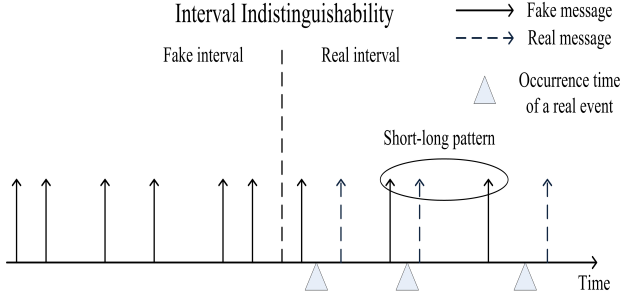 Interval Indistinguishability
Fake message
Real message
Fake interval
Real interval
Occurrence time
of a real event
Short-long pattern
Time